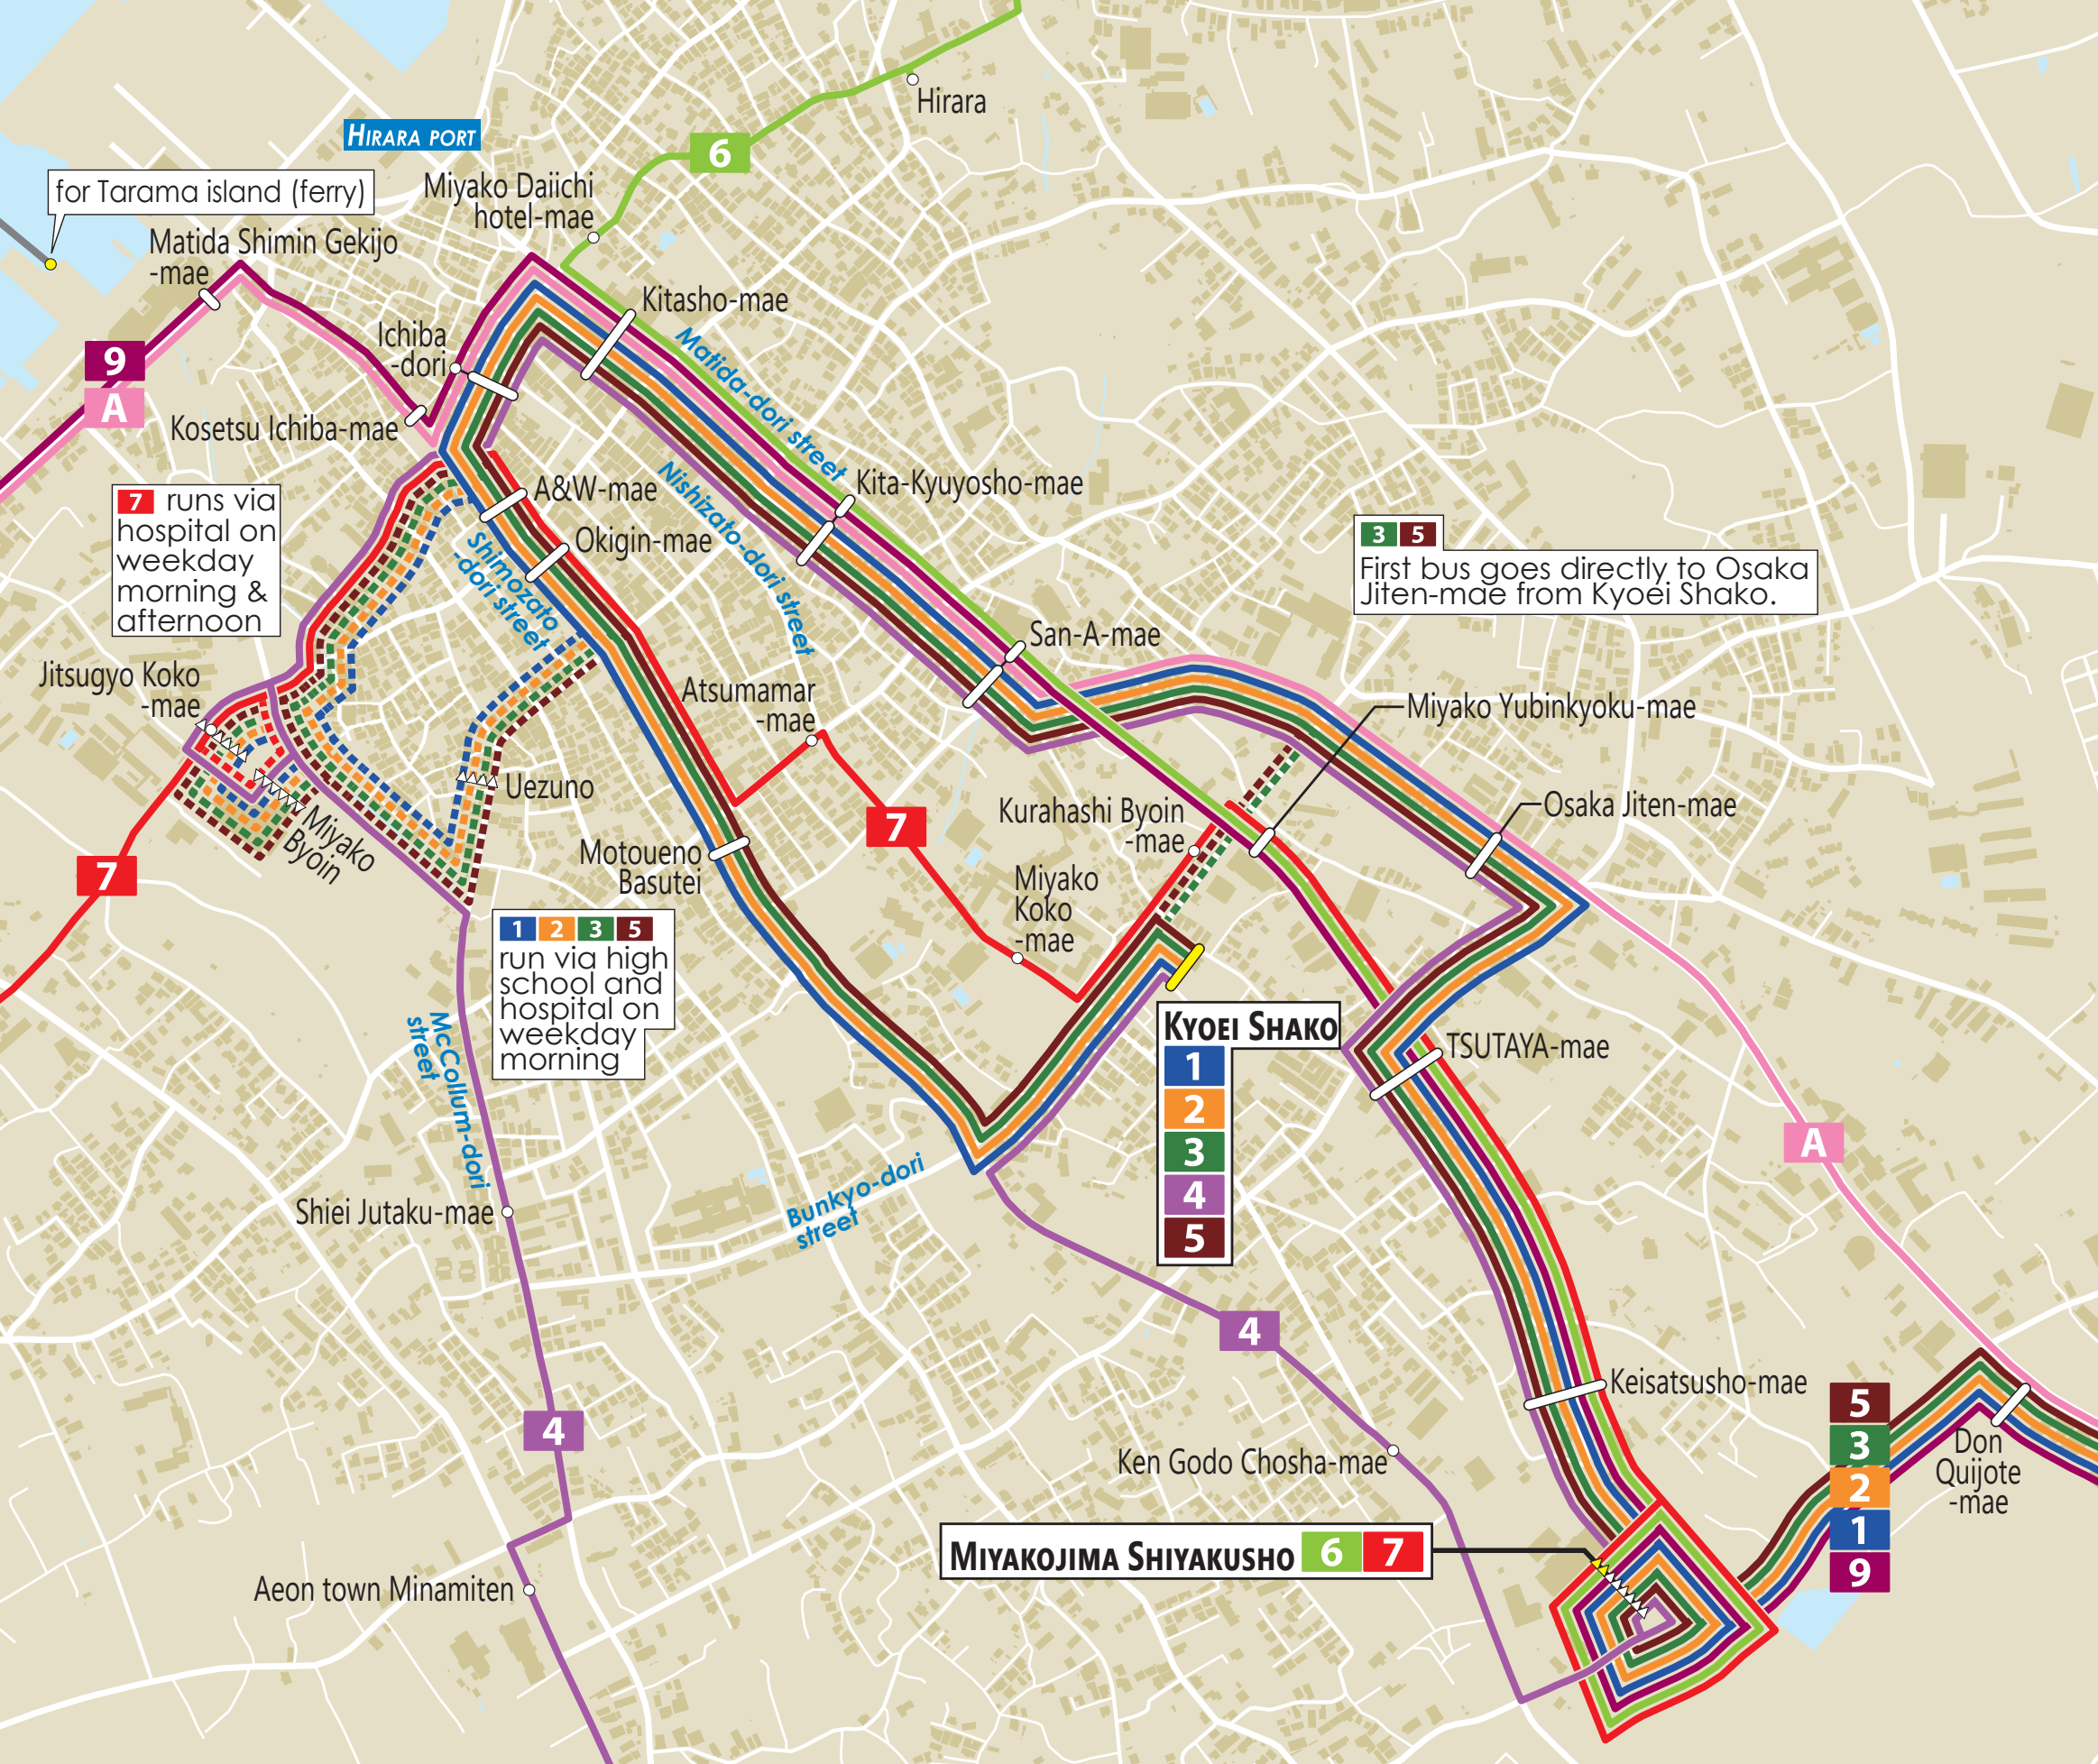 Hirara
HIRARA PORT
6
for Tarama island (ferry)
Miyako Daiichi
hotel-mae
Matida Shimin Gekijo
-mae
Kitasho-mae
Ichiba
-dori
9
A
Matida-dori street
Kosetsu Ichiba-mae
Kita-Kyuyosho-mae
A&W-mae
Nishizato-dori street
7 runs via
hospital on
weekday
morning &
afternoon
Okigin-mae
Shimozato
-dori street
3 5
First bus goes directly to Osaka
Jiten-mae from Kyoei Shako.
San-A-mae
Jitsugyo Koko
-mae
Atsumamar
-mae
Miyako Yubinkyoku-mae
Uezuno
Osaka Jiten-mae
Kurahashi Byoin
-mae
7
Miyako
Byoin
Motoueno
Basutei
7
Miyako
Koko
-mae
1 2 3 5
run via high
school and
hospital on
weekday
morning
KYOEI SHAKO
1
2
3
4
5
McCollum-dori
street
TSUTAYA-mae
A
Shiei Jutaku-mae
Bunkyo-dori
street
4
Keisatsusho-mae
4
5
3
2
1
9
Don
Quijote
-mae
Ken Godo Chosha-mae
MIYAKOJIMA SHIYAKUSHO 6 7
Aeon town Minamiten